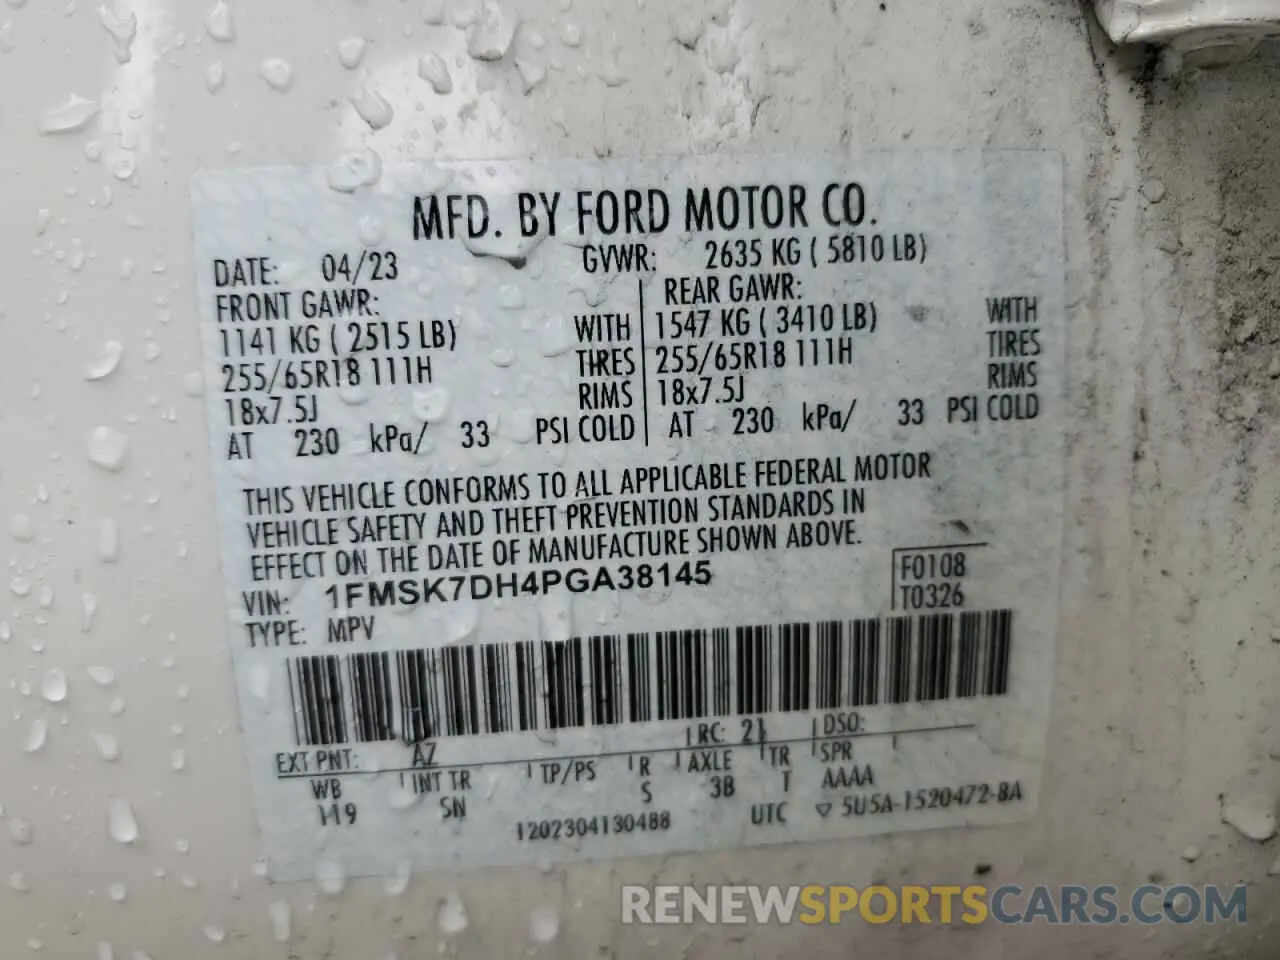 MFD. BY FORD MOTOR CO.
DATE: 04/23 GVWR: 2635 KG ( 5810 LB)
FRONT GAWR: REAR GAWR:
1141 KG ( 2515 LB) WITH 1547 KG ( 3410 LB) WITH
255/65R18 111H TIRES 255/65R18 111H TIRES
18x7.5J RIMS 18x7.5J RIMS
AT 230 kPa/ 33 PSI COLD AT 230 kPa/ 33 PSI COLD
THIS VEHICLE CONFORMS TO ALL APPLICABLE FEDERAL MOTOR
VEHICLE SAFETY AND THEFT PREVENTION STANDARDS IN
EFFECT ON THE DATE OF MANUFACTURE SHOWN ABOVE.
VIN: 1FMSK7DH4PGA38145 F0108
TYPE: MPV T0326
EXT PNT: AZ RC: 21 DSO:
WB INT TR TP/PS R AXLE TR SPR
119 SN S 3B T AAAA
1202304130488 UTC ▽ 5U5A-1520472-BA
RENEWSPORTSCARS.COM